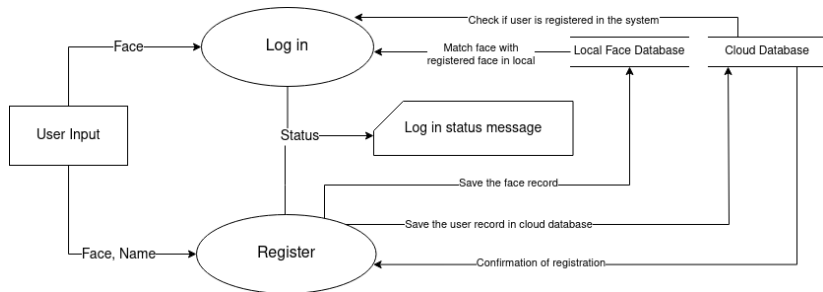 Check if user is registered in the system
Face
Log in
Match face with
registered face in local
Local Face Database
Cloud Database
User Input
Status
Log in status message
Save the face record
Save the user record in cloud database
Face, Name
Register
Confirmation of registration